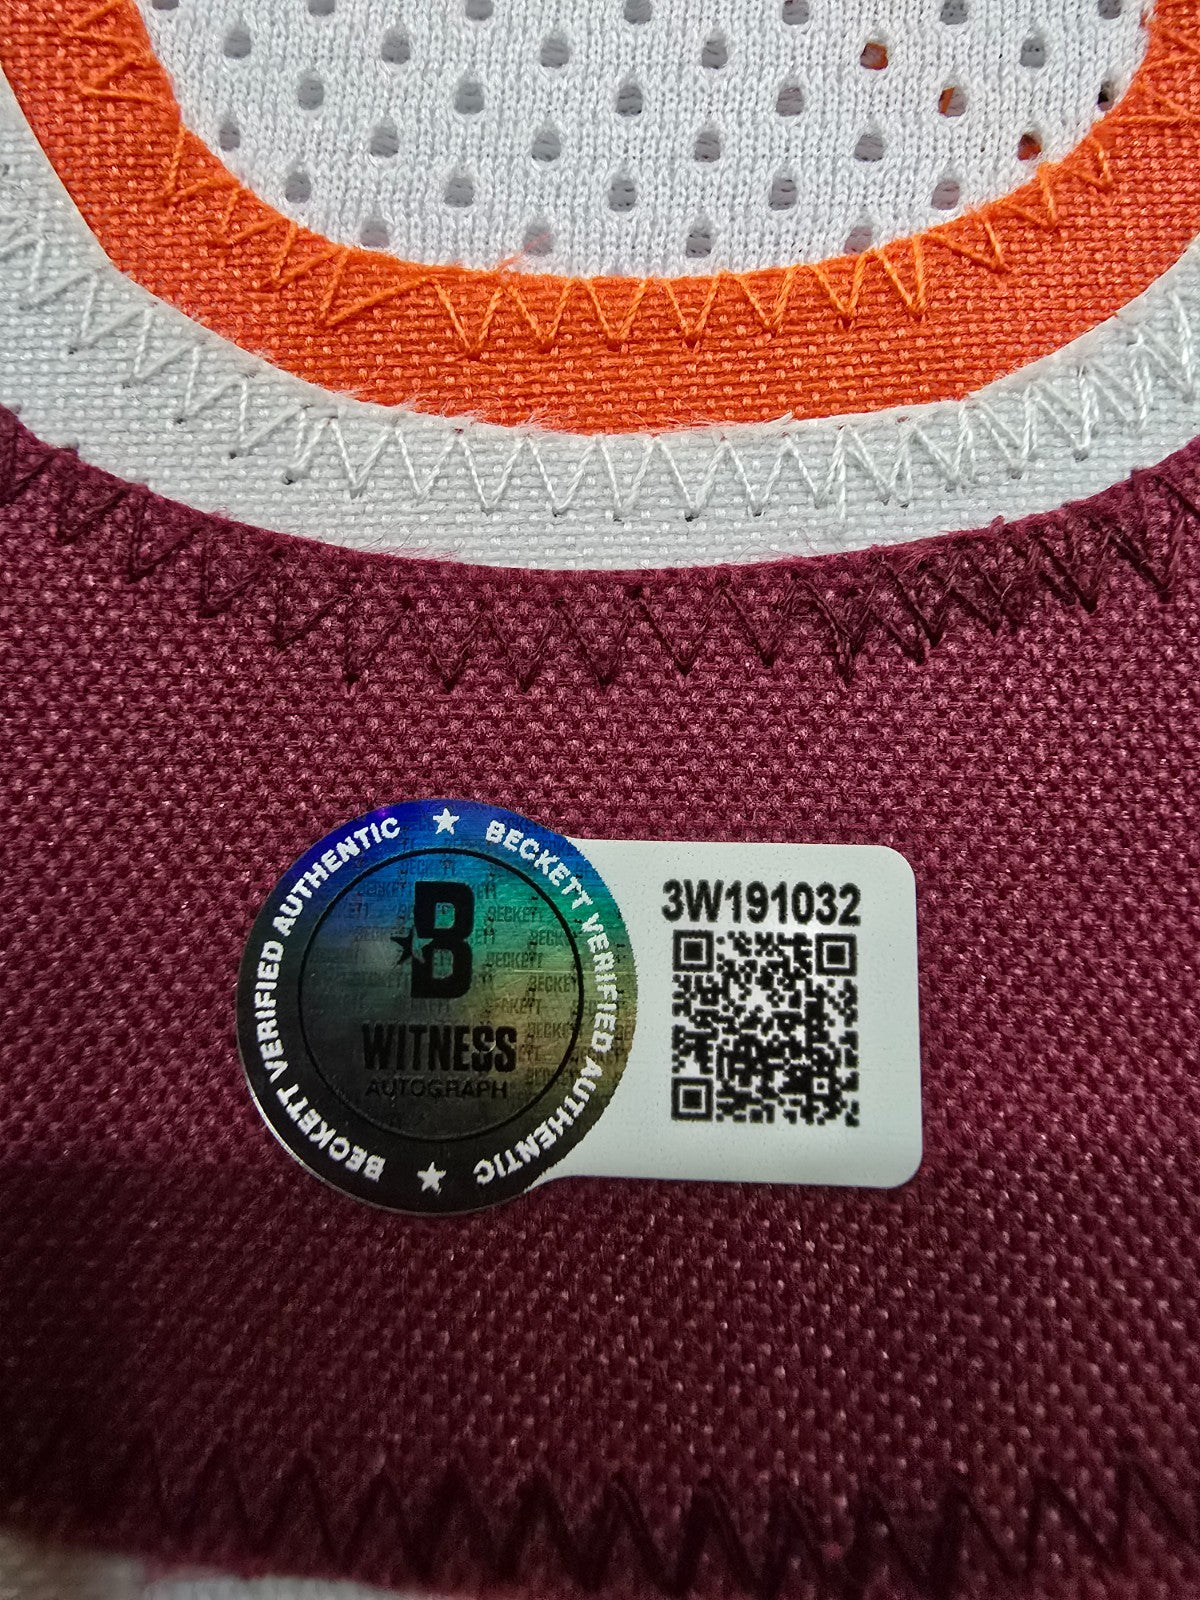 BECKETT VERIFIED AUTHENTIC ★ BECKETT VERIFIED AUTHENTIC ★
B
WITNESS
AUTOGRAPH
3W191032